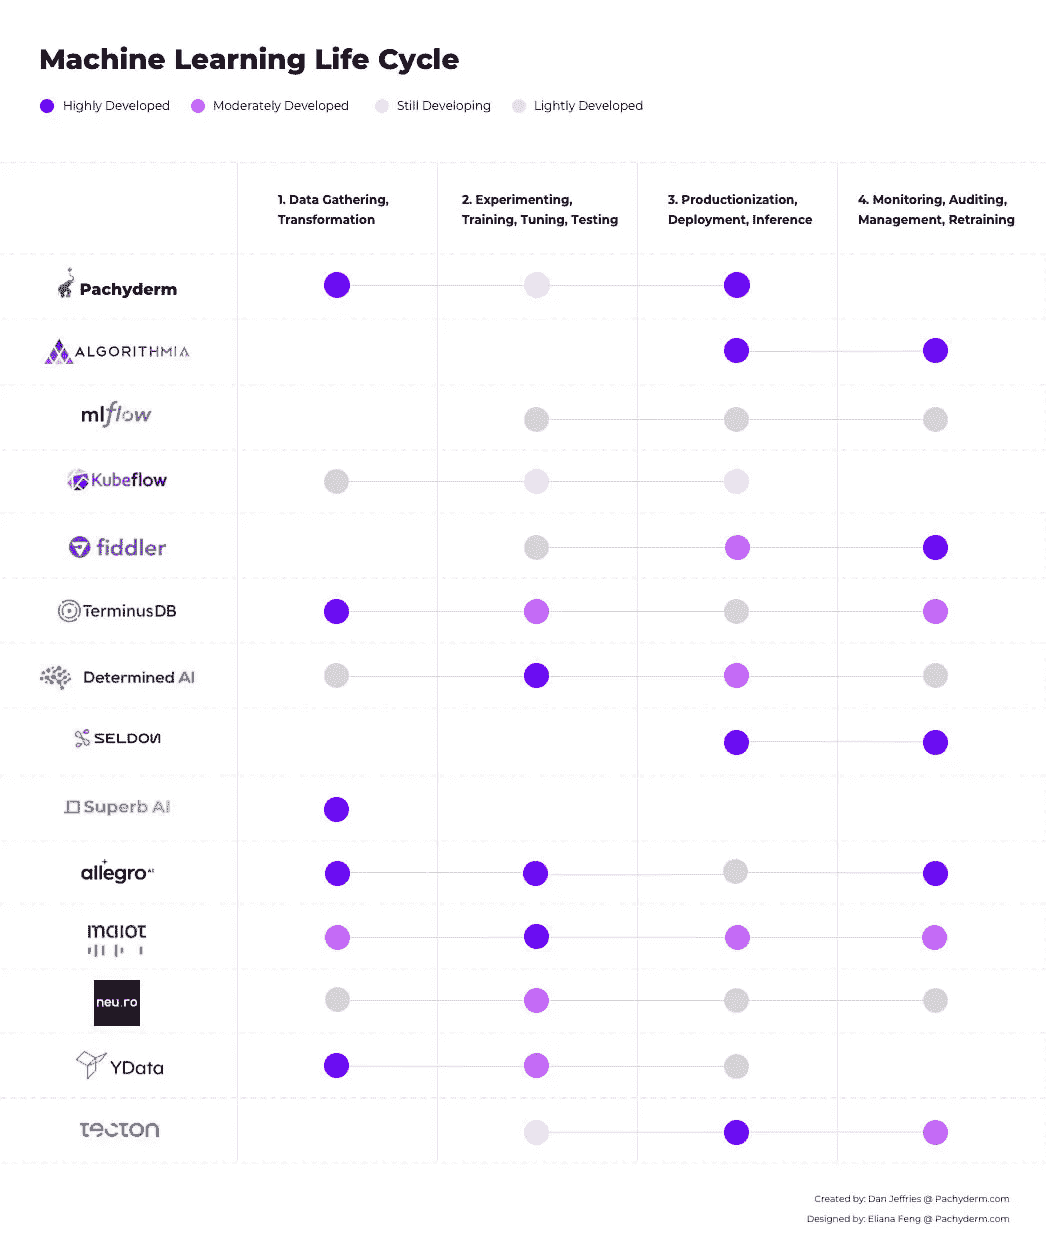 Machine Learning Life Cycle
Highly Developed Moderately Developed Still Developing Lightly Developed
1. Data Gathering,
Transformation
2. Experimenting,
Training, Tuning, Testing
3. Productionization,
Deployment, Inference
4. Monitoring, Auditing,
Management, Retraining
Pachyderm
ALGORITHMIA
mlflow
Kubeflow
fiddler
TerminusDB
Determined AI
SELDON
Superb AI
allegro AI
maiot
neu.ro
YData
tecton
Created by: Dan Jeffries @ Pachyderm.com
Designed by: Eliana Feng @ Pachyderm.com